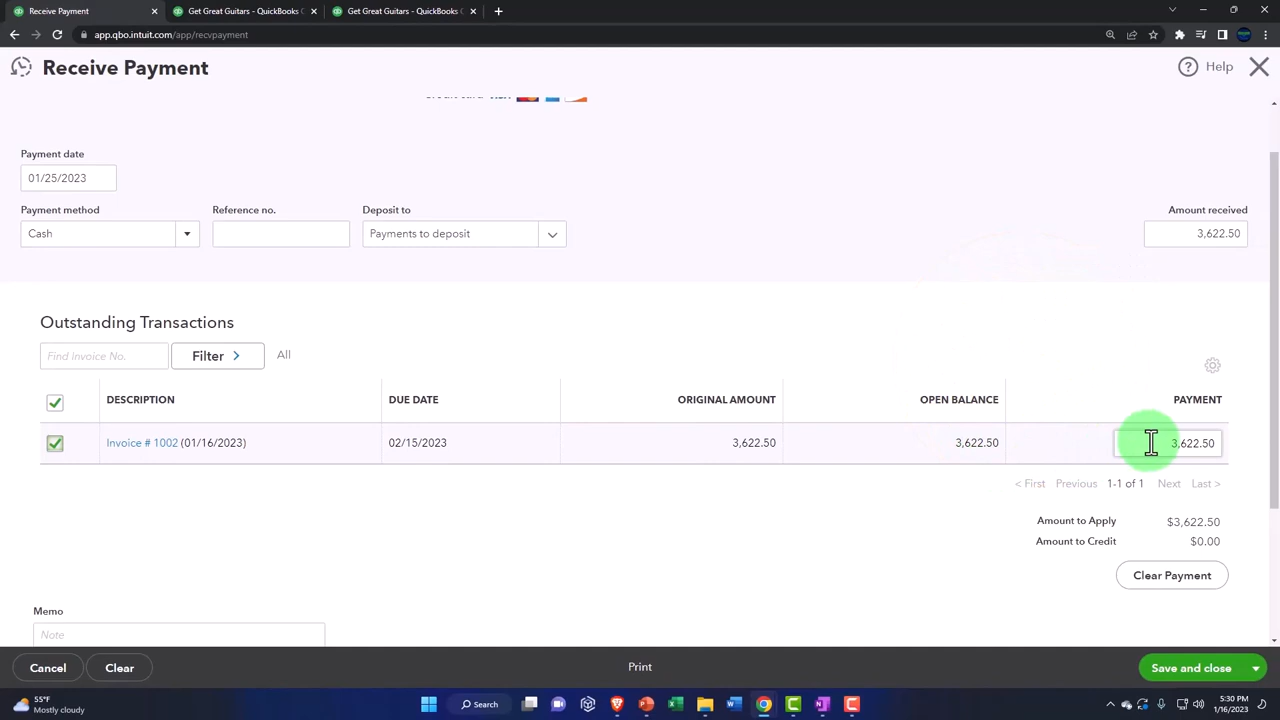 Receive Payment
Get Great Guitars - QuickBooks
Get Great Guitars - QuickBooks
app.qbo.intuit.com/app/recvpayment
Receive Payment
Help
Payment date
01/25/2023
Payment method
Reference no.
Deposit to
Amount received
Cash
Payments to deposit
3,622.50
Outstanding Transactions
Find Invoice No.
Filter >
All
DESCRIPTION
DUE DATE
ORIGINAL AMOUNT
OPEN BALANCE
PAYMENT
Invoice # 1002 (01/16/2023)
02/15/2023
3,622.50
3,622.50
3,622.50
< First Previous 1-1 of 1 Next Last >
Amount to Apply $3,622.50
Amount to Credit $0.00
Clear Payment
Memo
Note
Cancel
Clear
Print
Save and close
55°F
Mostly cloudy
Search
5:30 PM
1/16/2023